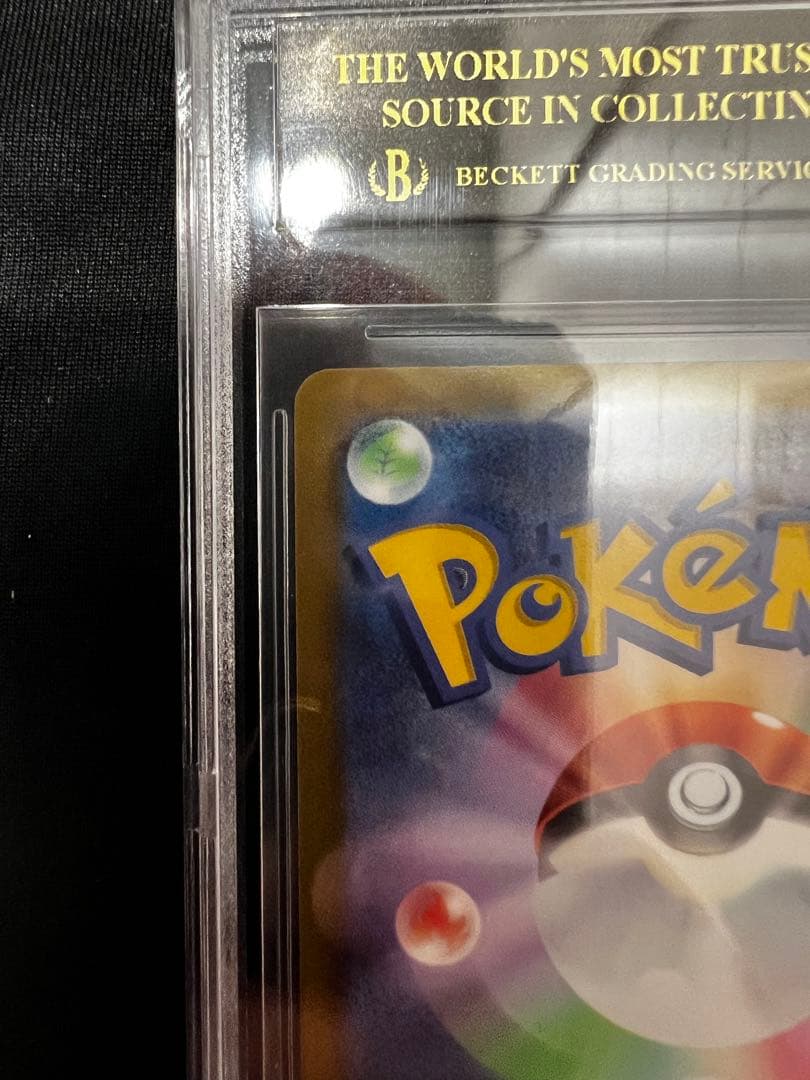 THE WORLD'S MOST TRUS
SOURCE IN COLLECTIN
B BECKETT GRADING SERVIC
POKéM